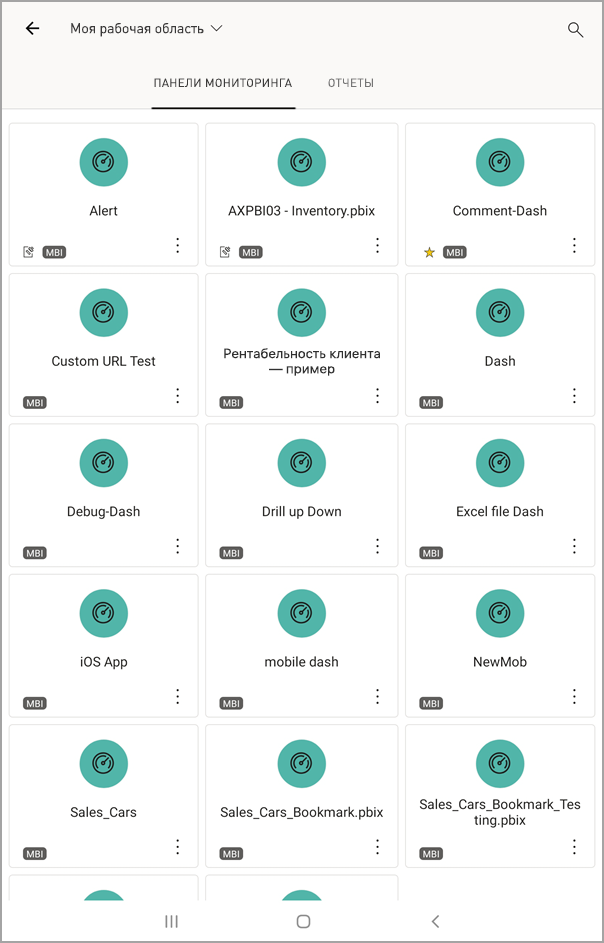 Моя рабочая область
ПАНЕЛИ МОНИТОРИНГА ОТЧЕТЫ
Alert
MBI
AXPBI03 - Inventory.pbix
MBI
Comment-Dash
MBI
Custom URL Test
MBI
Рентабельность клиента
— пример
MBI
Dash
MBI
Debug-Dash
MBI
Drill up Down
MBI
Excel file Dash
MBI
iOS App
MBI
mobile dash
MBI
NewMob
MBI
Sales_Cars
MBI
Sales_Cars_Bookmark.pbix
MBI
Sales_Cars_Bookmark_Tes
ting.pbix
MBI